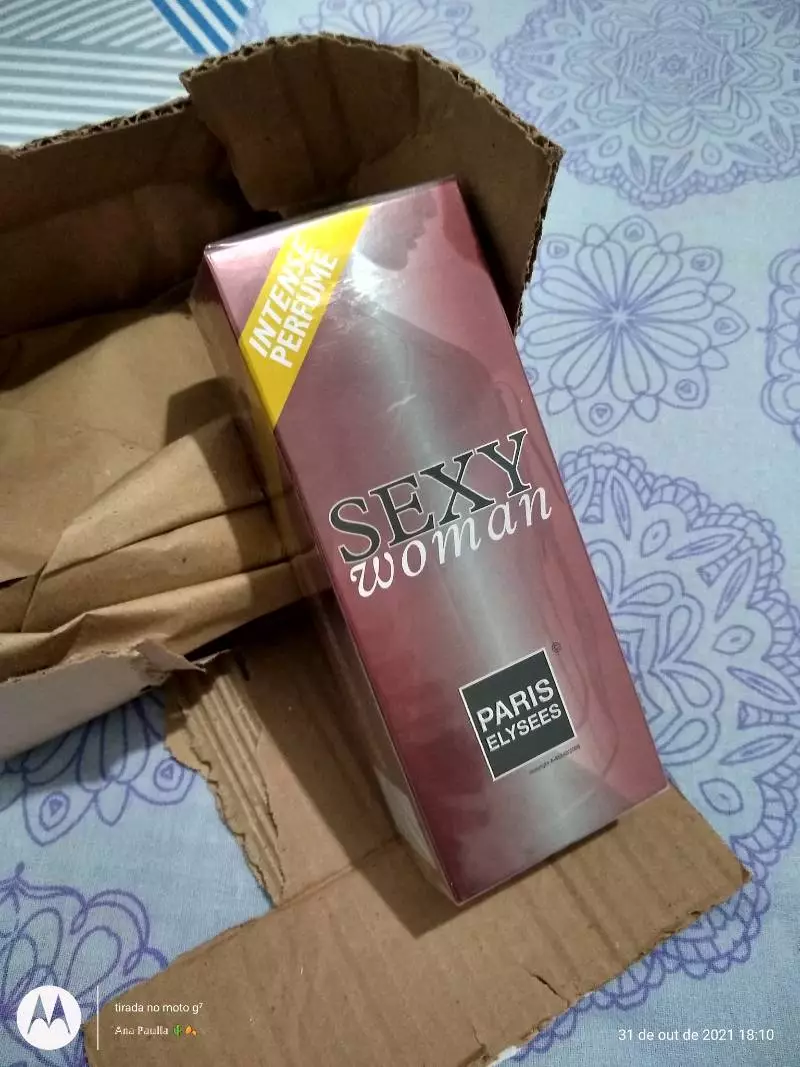 INTENSE
PERFUME
SEXY
woman
©
PARIS
ELYSEES
tirada no moto g⁷
Ana Paulla 🌵🍂
31 de out de 2021 18:10